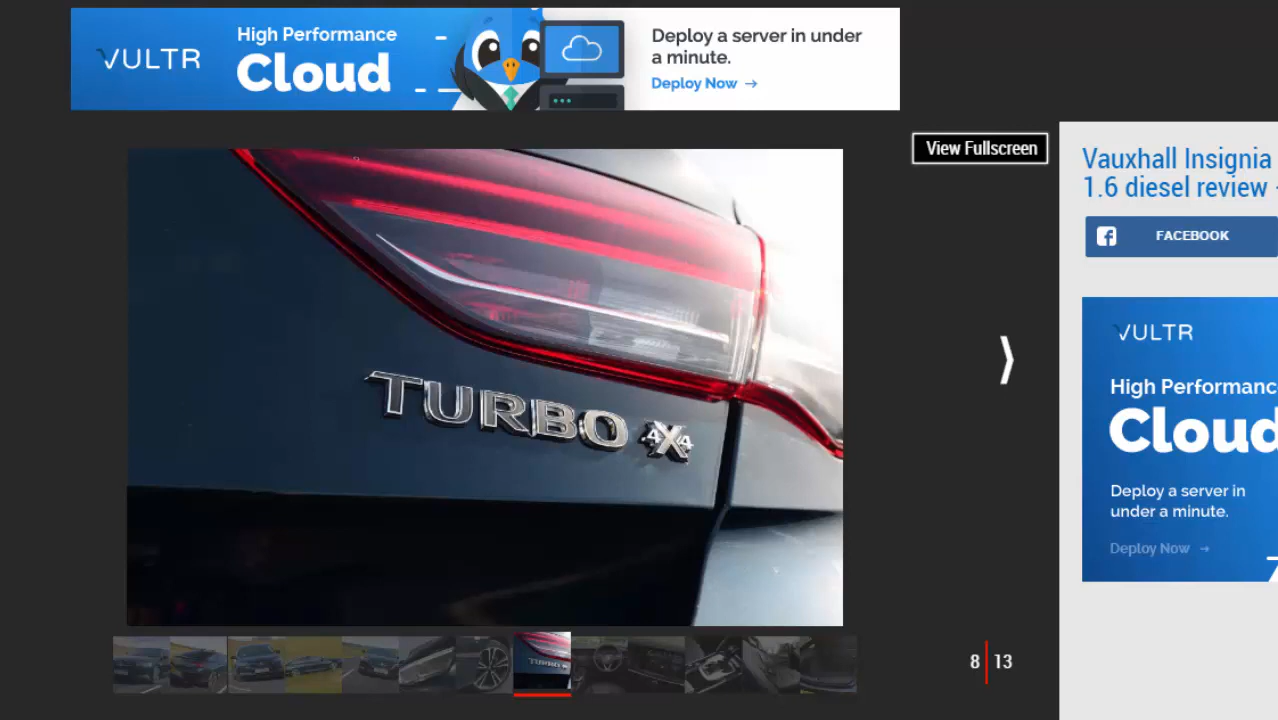 VULTR
High Performance
Cloud
Deploy a server in under
a minute.
Deploy Now →
View Fullscreen
Vauxhall Insignia
1.6 diesel review -
FACEBOOK
TURBO 4X4
VULTR
High Performanc
Cloud
Deploy a server in
under a minute.
Deploy Now →
8 | 13